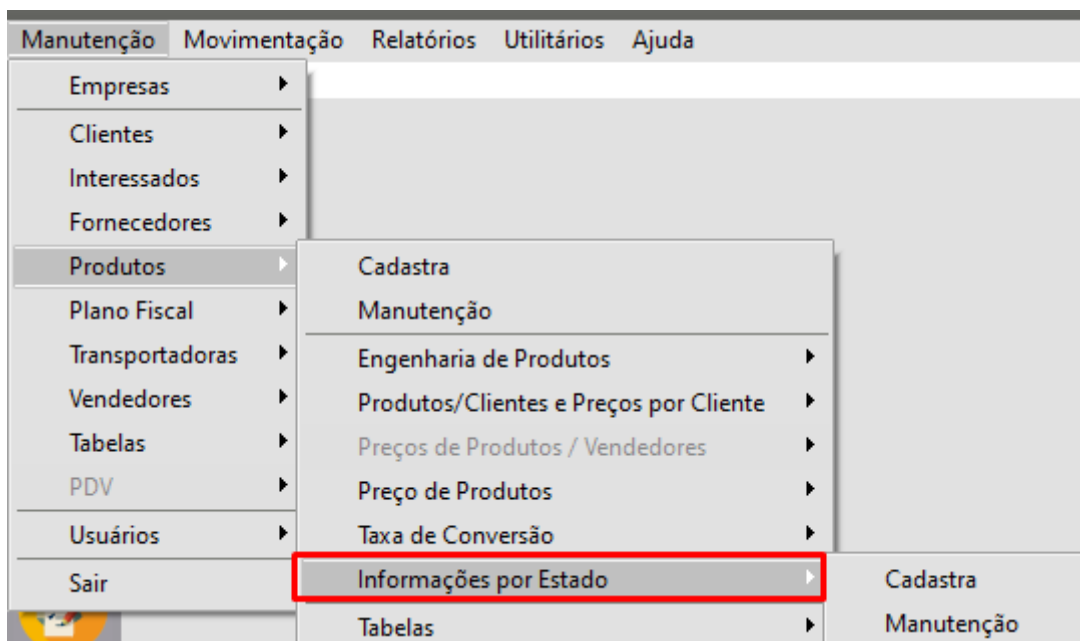 Manutenção Movimentação Relatórios Utilitários Ajuda
Empresas
Clientes
Interessados
Fornecedores
Produtos
Plano Fiscal
Transportadoras
Vendedores
Tabelas
PDV
Usuários
Sair
Cadastra
Manutenção
Engenharia de Produtos
Produtos/Clientes e Preços por Cliente
Preços de Produtos / Vendedores
Preço de Produtos
Taxa de Conversão
Informações por Estado
Tabelas
Cadastra
Manutenção